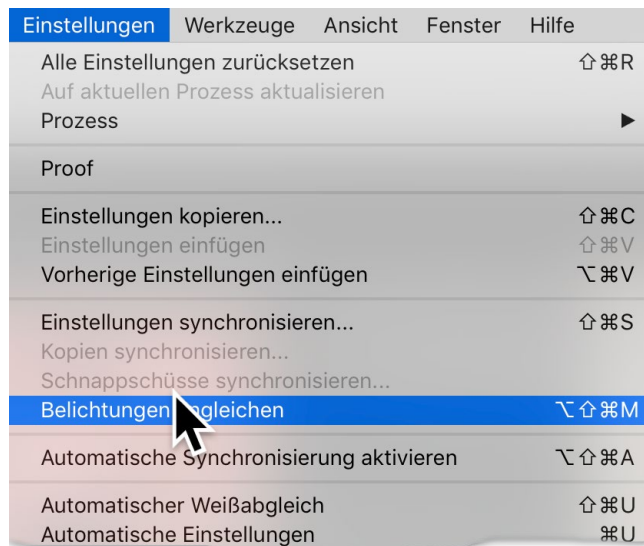 Einstellungen Werkzeuge Ansicht Fenster Hilfe
Alle Einstellungen zurücksetzen ⇧⌘R
Auf aktuellen Prozess aktualisieren
Prozess ▶
Proof
Einstellungen kopieren... ⇧⌘C
Einstellungen einfügen ⇧⌘V
Vorherige Einstellungen einfügen ⌥⌘V
Einstellungen synchronisieren... ⇧⌘S
Kopien synchronisieren...
Schnappschüsse synchronisieren...
Belichtungen angleichen ⌥⇧⌘M
Automatische Synchronisierung aktivieren ⌥⇧⌘A
Automatischer Weißabgleich ⇧⌘U
Automatische Einstellungen ⌘U